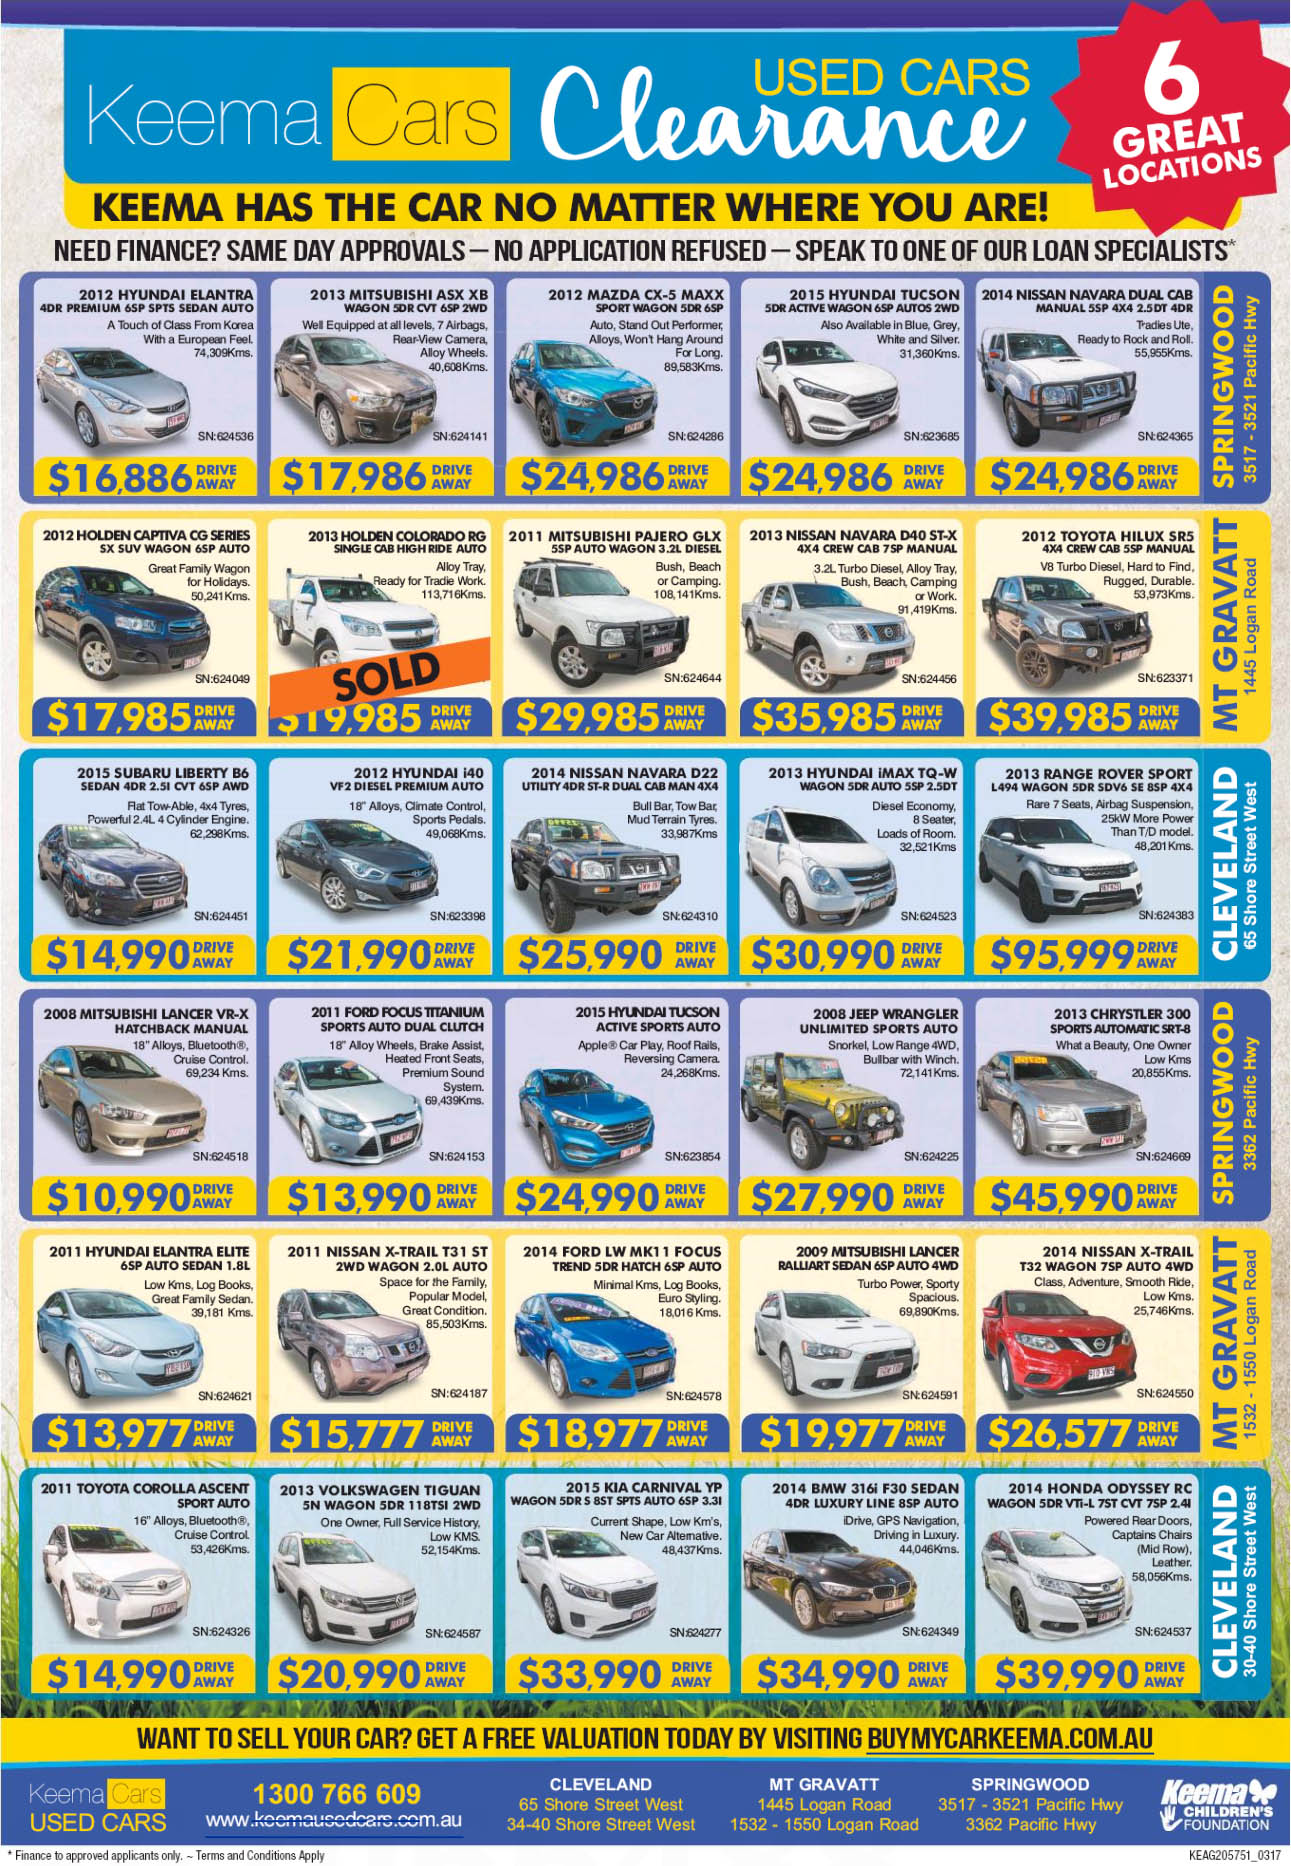 Keema Cars
USED CARS
Clearance
6
GREAT
LOCATIONS
KEEMA HAS THE CAR NO MATTER WHERE YOU ARE!
NEED FINANCE? SAME DAY APPROVALS – NO APPLICATION REFUSED – SPEAK TO ONE OF OUR LOAN SPECIALISTS*
2012 HYUNDAI ELANTRA
4DR PREMIUM 6SP SPTS SEDAN AUTO
A Touch of Class From Korea
With a European Feel.
74,309Kms.
SN:624536
$16,886 DRIVE AWAY
2013 MITSUBISHI ASX XB
WAGON 5DR CVT 6SP 2WD
Well Equipped at all levels, 7 Airbags,
Rear-View Camera,
Alloy Wheels.
40,608Kms.
SN:624141
$17,986 DRIVE AWAY
2012 MAZDA CX-5 MAXX
SPORT WAGON 5DR 6SP
Auto, Stand Out Performer,
Alloys, Won't Hang Around
For Long.
89,583Kms.
SN:624286
$24,986 DRIVE AWAY
2015 HYUNDAI TUCSON
5DR ACTIVE WAGON 6SP AUTOS 2WD
Also Available in Blue, Grey,
White and Silver.
31,360Kms.
SN:623685
$24,986 DRIVE AWAY
2014 NISSAN NAVARA DUAL CAB
MANUAL 5SP 4X4 2.5DT 4DR
Tradies Ute,
Ready to Rock and Roll.
55,955Kms.
SN:624365
$24,986 DRIVE AWAY
SPRINGWOOD
3517 - 3521 Pacific Hwy
2012 HOLDEN CAPTIVA CG SERIES
SX SUV WAGON 6SP AUTO
Great Family Wagon
for Holidays.
50,241Kms.
SN:624049
$17,985 DRIVE AWAY
2013 HOLDEN COLORADO RG
SINGLE CAB HIGH RIDE AUTO
Alloy Tray,
Ready for Tradie Work.
113,716Kms.
SOLD
$19,985 DRIVE AWAY
2011 MITSUBISHI PAJERO GLX
5SP AUTO WAGON 3.2L DIESEL
Bush, Beach
or Camping.
108,141Kms.
SN:624644
$29,985 DRIVE AWAY
2013 NISSAN NAVARA D40 ST-X
4X4 CREW CAB 7SP MANUAL
3.2L Turbo Diesel, Alloy Tray,
Bush, Beach, Camping
or Work.
91,419Kms.
SN:624456
$35,985 DRIVE AWAY
2012 TOYOTA HILUX SR5
4X4 CREW CAB 5SP MANUAL
V8 Turbo Diesel, Hard to Find,
Rugged, Durable.
53,973Kms.
SN:623371
$39,985 DRIVE AWAY
MT GRAVATT
1445 Logan Road
2015 SUBARU LIBERTY B6
SEDAN 4DR 2.5I CVT 6SP AWD
Flat Tow-Able, 4x4 Tyres,
Powerful 2.4L 4 Cylinder Engine.
62,298Kms.
SN:624451
$14,990 DRIVE AWAY
2012 HYUNDAI i40
VF2 DIESEL PREMIUM AUTO
18" Alloys, Climate Control,
Sports Pedals.
49,068Kms.
SN:623398
$21,990 DRIVE AWAY
2014 NISSAN NAVARA D22
UTILITY 4DR ST-R DUAL CAB MAN 4X4
Bull Bar, Tow Bar,
Mud Terrain Tyres.
33,987Kms
SN:624310
$25,990 DRIVE AWAY
2013 HYUNDAI iMAX TQ-W
WAGON 5DR AUTO 5SP 2.5DT
Diesel Economy,
8 Seater,
Loads of Room.
32,521Kms
SN:624523
$30,990 DRIVE AWAY
2013 RANGE ROVER SPORT
L494 WAGON 5DR SDV6 SE 8SP 4X4
Rare 7 Seats, Airbag Suspension,
25kW More Power
Than T/D model.
48,201Kms.
SN:624383
$95,999 DRIVE AWAY
CLEVELAND
65 Shore Street West
2008 MITSUBISHI LANCER VR-X
HATCHBACK MANUAL
18" Alloys, Bluetooth®,
Cruise Control.
69,234 Kms.
SN:624518
$10,990 DRIVE AWAY
2011 FORD FOCUS TITANIUM
SPORTS AUTO DUAL CLUTCH
18" Alloy Wheels, Brake Assist,
Heated Front Seats,
Premium Sound
System.
69,439Kms.
SN:624153
$13,990 DRIVE AWAY
2015 HYUNDAI TUCSON
ACTIVE SPORTS AUTO
Apple® Car Play, Roof Rails,
Reversing Camera.
24,268Kms.
SN:623854
$24,990 DRIVE AWAY
2008 JEEP WRANGLER
UNLIMITED SPORTS AUTO
Snorkel, Low Range 4WD,
Bullbar with Winch.
72,141Kms.
SN:624225
$27,990 DRIVE AWAY
2013 CHRYSTLER 300
SPORTS AUTOMATIC SRT-8
What a Beauty, One Owner
Low Kms
20,855Kms.
SN:624669
$45,990 DRIVE AWAY
SPRINGWOOD
3362 Pacific Hwy
2011 HYUNDAI ELANTRA ELITE
6SP AUTO SEDAN 1.8L
Low Kms, Log Books,
Great Family Sedan.
39,181 Kms.
SN:624621
$13,977 DRIVE AWAY
2011 NISSAN X-TRAIL T31 ST
2WD WAGON 2.0L AUTO
Space for the Family,
Popular Model,
Great Condition.
85,503Kms.
SN:624187
$15,777 DRIVE AWAY
2014 FORD LW MK11 FOCUS
TREND 5DR HATCH 6SP AUTO
Minimal Kms, Log Books,
Euro Styling.
18,016 Kms.
SN:624578
$18,977 DRIVE AWAY
2009 MITSUBISHI LANCER
RALLIART SEDAN 6SP AUTO 4WD
Turbo Power, Sporty
Spacious.
69,890Kms.
SN:624591
$19,977 DRIVE AWAY
2014 NISSAN X-TRAIL
T32 WAGON 7SP AUTO 4WD
Class, Adventure, Smooth Ride,
Low Kms.
25,746Kms.
SN:624550
$26,577 DRIVE AWAY
MT GRAVATT
1532 - 1550 Logan Road
2011 TOYOTA COROLLA ASCENT
SPORT AUTO
16" Alloys, Bluetooth®,
Cruise Control.
53,426Kms.
SN:624326
$14,990 DRIVE AWAY
2013 VOLKSWAGEN TIGUAN
5N WAGON 5DR 118TSI 2WD
One Owner, Full Service History,
Low KMS.
52,154Kms.
SN:624587
$20,990 DRIVE AWAY
2015 KIA CARNIVAL YP
WAGON 5DR S 8ST SPTS AUTO 6SP 3.3I
Current Shape, Low Km's,
New Car Alternative.
48,437Kms.
SN:624277
$33,990 DRIVE AWAY
2014 BMW 316i F30 SEDAN
4DR LUXURY LINE 8SP AUTO
iDrive, GPS Navigation,
Driving in Luxury.
44,046Kms.
SN:624349
$34,990 DRIVE AWAY
2014 HONDA ODYSSEY RC
WAGON 5DR VTi-L 7ST CVT 7SP 2.4I
Powered Rear Doors,
Captains Chairs
(Mid Row),
Leather.
58,056Kms.
SN:624537
$39,990 DRIVE AWAY
CLEVELAND
30-40 Shore Street West
WANT TO SELL YOUR CAR? GET A FREE VALUATION TODAY BY VISITING BUYMYCARKEEMA.COM.AU
Keema Cars
USED CARS
1300 766 609
www.keemausedcars.com.au
CLEVELAND
65 Shore Street West
34-40 Shore Street West
MT GRAVATT
1445 Logan Road
1532 - 1550 Logan Road
SPRINGWOOD
3517 - 3521 Pacific Hwy
3362 Pacific Hwy
Keema
CHILDREN'S
FOUNDATION
* Finance to approved applicants only. ~ Terms and Conditions Apply
KEAG205751_0317